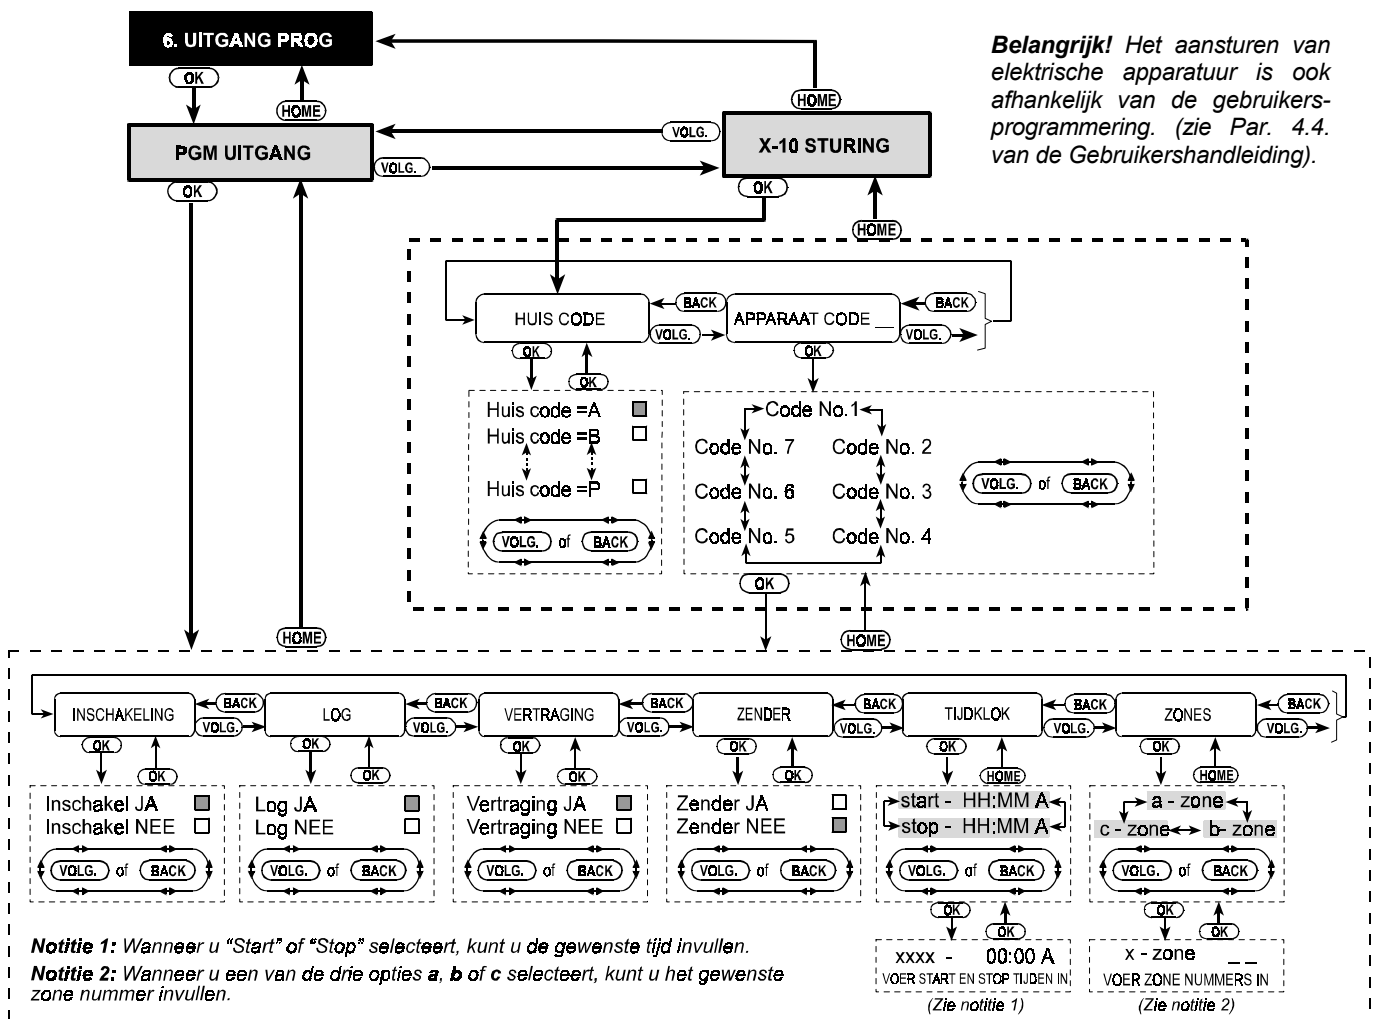 6. UITGANG PROG
OK
HOME
HOME
Belangrijk! Het aansturen van
elektrische apparatuur is ook
afhankelijk van de gebruikers-
programmering. (zie Par. 4.4.
van de Gebruikershandleiding).
PGM UITGANG
VOLG.
VOLG.
X-10 STURING
OK
OK
HOME
HUIS CODE
BACK
VOLG.
APPARAAT CODE __
BACK
VOLG.
OK
OK
OK
Huis code =A
Huis code =B
Huis code =P
VOLG. of BACK
Code No.1
Code No. 7
Code No. 2
Code No. 6
Code No. 3
Code No. 5
Code No. 4
VOLG. of BACK
OK
HOME
HOME
INSCHAKELING
BACK
VOLG.
LOG
BACK
VOLG.
VERTRAGING
BACK
VOLG.
ZENDER
BACK
VOLG.
TIJDKLOK
BACK
VOLG.
ZONES
BACK
VOLG.
OK
OK
OK
OK
OK
OK
OK
OK
OK
HOME
OK
HOME
Inschakel JA
Inschakel NEE
VOLG. of BACK
Log JA
Log NEE
VOLG. of BACK
Vertraging JA
Vertraging NEE
VOLG. of BACK
Zender JA
Zender NEE
VOLG. of BACK
start - HH:MM A
stop - HH:MM A
VOLG. of BACK
a - zone
c - zone
b- zone
VOLG. of BACK
OK
OK
OK
OK
Notitie 1: Wanneer u “Start” of “Stop” selecteert, kunt u de gewenste tijd invullen.
Notitie 2: Wanneer u een van de drie opties a, b of c selecteert, kunt u het gewenste
zone nummer invullen.
xxxx - 00:00 A
VOER START EN STOP TIJDEN IN
(Zie notitie 1)
x - zone _ _
VOER ZONE NUMMERS IN
(Zie notitie 2)